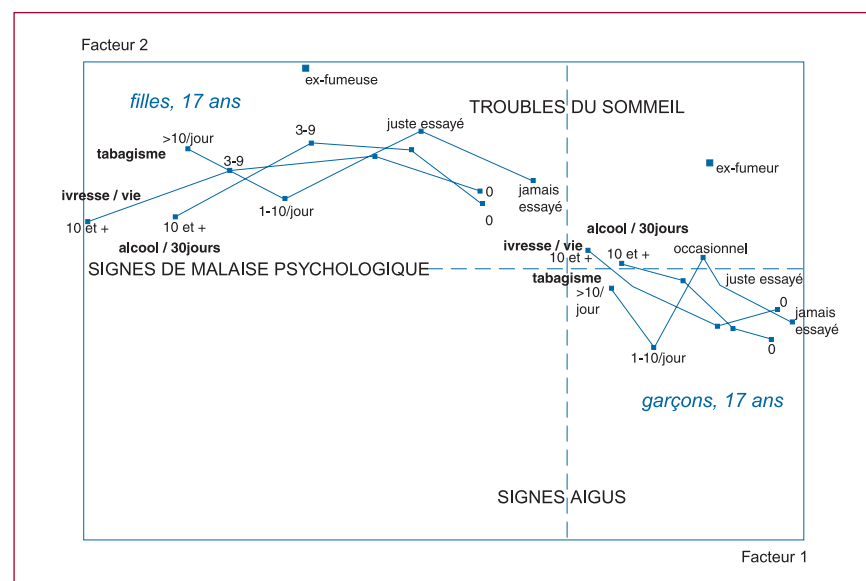 Facteur 2
ex-fumeuse
filles, 17 ans
TROUBLES DU SOMMEIL
>10/jour
3-9
juste essayé
tabagisme
3-9
ex-fumeur
ivresse / vie
1-10/jour
0
jamais
essayé
10 et +
10 et +
0
alcool / 30jours
alcool / 30jours
ivresse / vie
10 et +
10 et +
occasionnel
SIGNES DE MALAISE PSYCHOLOGIQUE
tabagisme
>10/
jour
juste essayé
0
jamais
essayé
1-10/jour
0
garçons, 17 ans
SIGNES AIGUS
Facteur 1